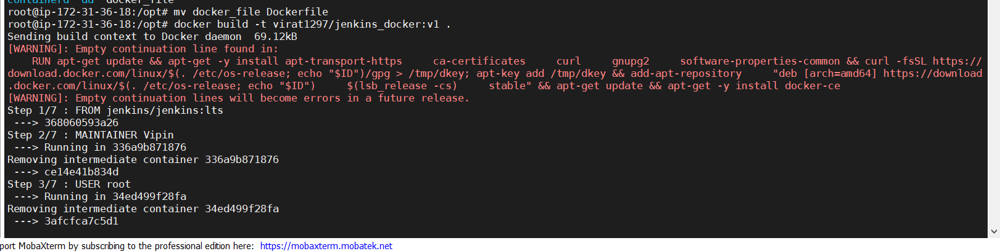 containerd  dd  docker_file
root@ip-172-31-36-18:/opt# mv docker_file Dockerfile
root@ip-172-31-36-18:/opt# docker build -t virat1297/jenkins_docker:v1 .
Sending build context to Docker daemon  69.12kB
[WARNING]: Empty continuation line found in:
    RUN apt-get update && apt-get -y install apt-transport-https     ca-certificates     curl     gnupg2     software-properties-common && curl -fsSL https://
download.docker.com/linux/$(. /etc/os-release; echo "$ID")/gpg > /tmp/dkey; apt-key add /tmp/dkey && add-apt-repository     "deb [arch=amd64] https://download
.docker.com/linux/$(. /etc/os-release; echo "$ID")     $(lsb_release -cs)     stable" && apt-get update && apt-get -y install docker-ce
[WARNING]: Empty continuation lines will become errors in a future release.
Step 1/7 : FROM jenkins/jenkins:lts
 ---> 368060593a26
Step 2/7 : MAINTAINER Vipin
 ---> Running in 336a9b871876
Removing intermediate container 336a9b871876
 ---> ce14e41b834d
Step 3/7 : USER root
 ---> Running in 34ed499f28fa
Removing intermediate container 34ed499f28fa
 ---> 3afcfca7c5d1
port MobaXterm by subscribing to the professional edition here:  https://mobaxterm.mobatek.net